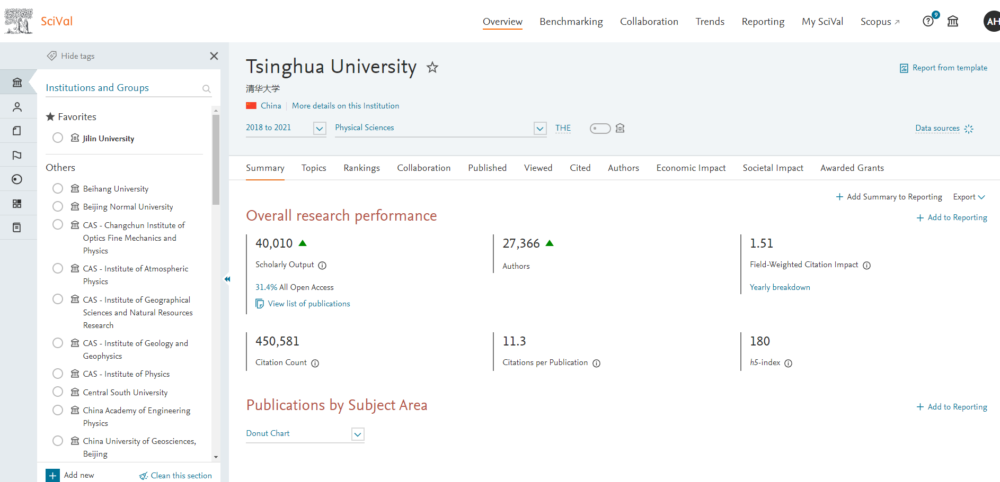 SciVal
Overview
Benchmarking
Collaboration
Trends
Reporting
My SciVal
Scopus
9
AH
Hide tags
Institutions and Groups
Favorites
Jilin University
Others
Beihang University
Beijing Normal University
CAS - Changchun Institute of
Optics Fine Mechanics and
Physics
CAS - Institute of Atmospheric
Physics
CAS - Institute of Geographical
Sciences and Natural Resources
Research
CAS - Institute of Geology and
Geophysics
CAS - Institute of Physics
Central South University
China Academy of Engineering
Physics
China University of Geosciences,
Beijing
Add new
Clean this section
Tsinghua University
Report from template
清华大学
China
More details on this Institution
2018 to 2021
Physical Sciences
THE
Data sources
Summary
Topics
Rankings
Collaboration
Published
Viewed
Cited
Authors
Economic Impact
Societal Impact
Awarded Grants
Add Summary to Reporting
Export
Overall research performance
Add to Reporting
40,010
Scholarly Output
31.4% All Open Access
View list of publications
27,366
Authors
1.51
Field-Weighted Citation Impact
Yearly breakdown
450,581
Citation Count
11.3
Citations per Publication
180
h5-index
Publications by Subject Area
Add to Reporting
Donut Chart